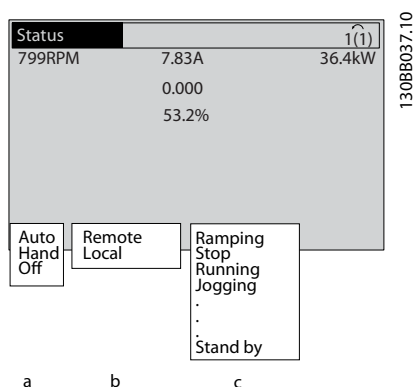 Status 1(1)
799RPM 7.83A 36.4kW
0.000
53.2%
Auto
Hand
Off
Remote
Local
Ramping
Stop
Running
Jogging
.
.
.
Stand by
a b c
130BB037.10